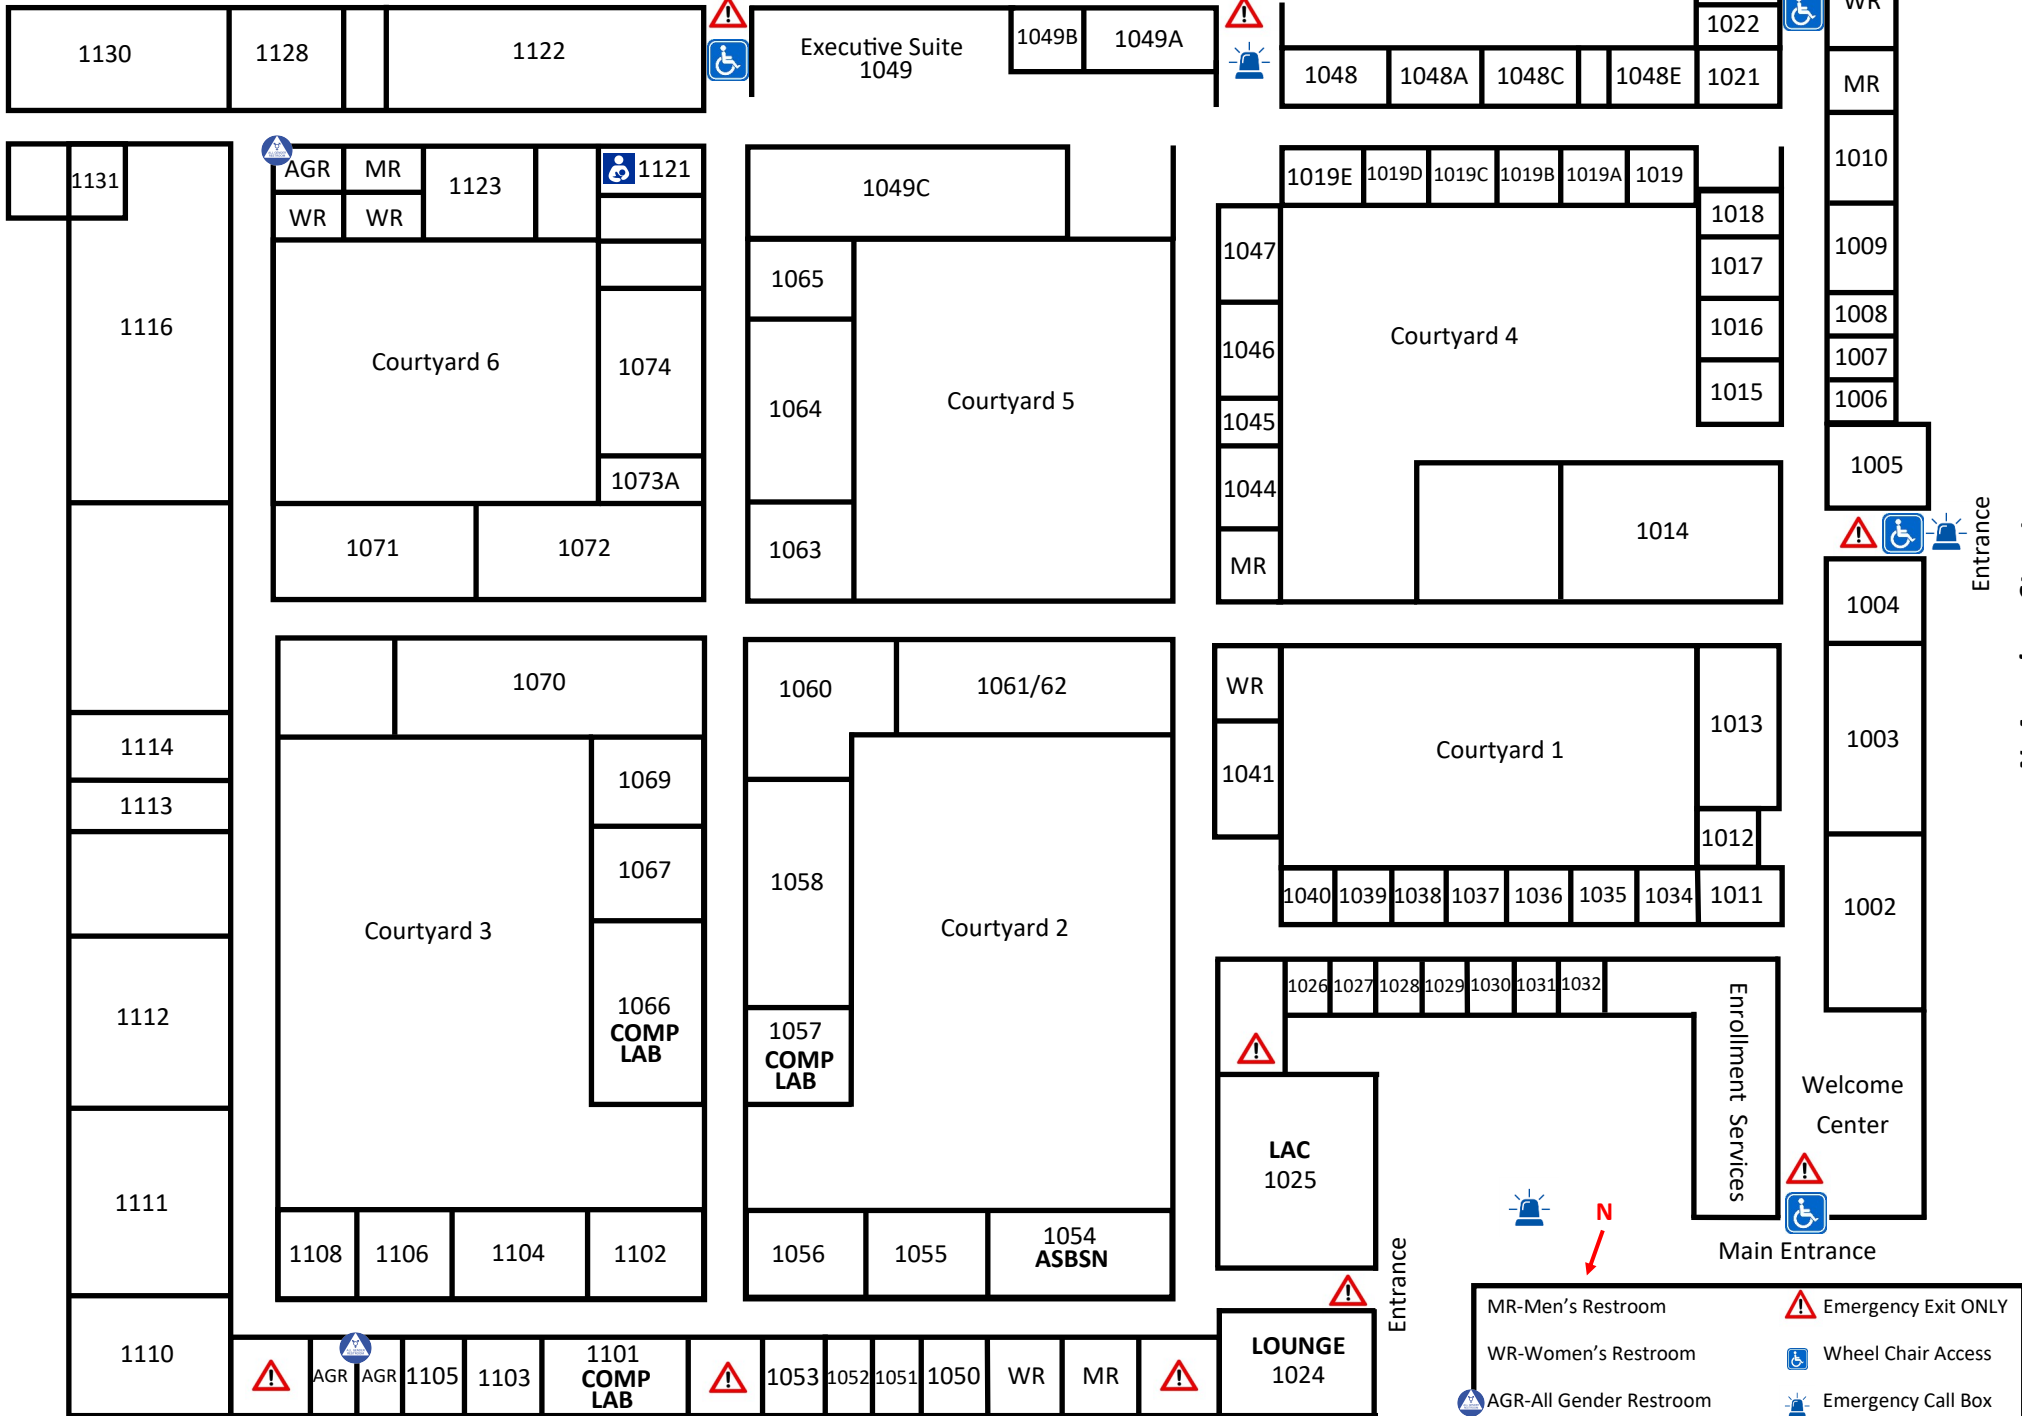 1130
1128
1122
Executive Suite
1049
1049B
1049A
1048
1048A
1048C
1048E
1022
1021
WR
MR
1131
AGR
MR
WR
WR
1123
1121
1049C
1019E
1019D
1019C
1019B
1019A
1019
1018
1017
1016
1015
1010
1009
1008
1007
1006
1005
1116
Courtyard 6
1074
1073A
1071
1072
1065
1064
1063
Courtyard 5
1047
1046
1045
1044
MR
Courtyard 4
1014
Entrance
1004
1003
1002
1114
1113
1112
1111
1110
1070
1069
1067
1066
COMP
LAB
Courtyard 3
1108
1106
1104
1102
1060
1061/62
1058
1057
COMP
LAB
Courtyard 2
1056
1055
1054
ASBSN
WR
1041
Courtyard 1
1013
1012
1040
1039
1038
1037
1036
1035
1034
1011
1026
1027
1028
1029
1030
1031
1032
Enrollment Services
Welcome
Center
LAC
1025
Entrance
N
Main Entrance
AGR
AGR
1105
1103
1101
COMP
LAB
1053
1052
1051
1050
WR
MR
LOUNGE
1024
MR-Men's Restroom
WR-Women's Restroom
AGR-All Gender Restroom
Emergency Exit ONLY
Wheel Chair Access
Emergency Call Box